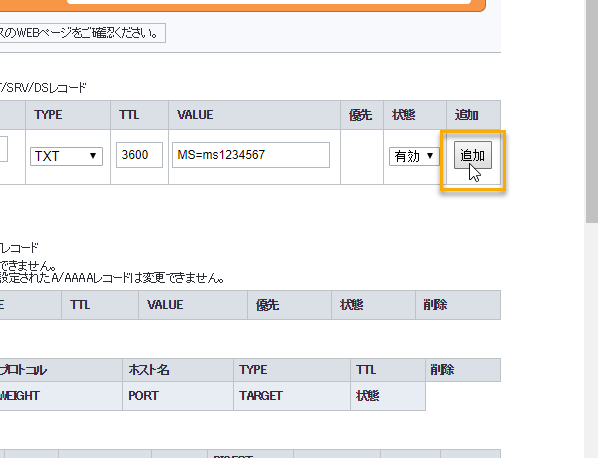 スのWEBページをご確認ください。
T/SRV/DSレコード
TYPE TTL VALUE 優先 状態 追加
TXT 3600 MS=ms1234567 有効 追加
レコード
できません。
設定されたA/AAAAレコードは変更できません。
E TTL VALUE 優先 状態 削除
プロトコル ホスト名 TYPE TTL 削除
WEIGHT PORT TARGET 状態